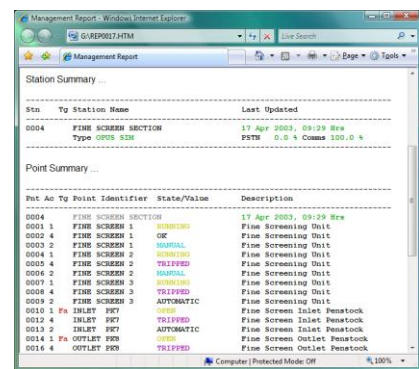 Management Report - Windows Internet Explorer
G:\REP0017.HTM
Live Search
Management Report
Page
Tools
Station Summary ...
Stn Tg Station Name Last Updated
0004 FINE SCREEN SECTION 17 Apr 2003, 09:29 Hrs
Type OPUS SIM PSTN 0.0 % Comms 100.0 %
Point Summary ...
Pnt Ac Tg Point Identifier State/Value Description
0004 FINE SCREEN SECTION 17 Apr 2003, 09:29 Hrs
0001 1 FINE SCREEN 1 RUNNING Fine Screening Unit
0002 4 FINE SCREEN 1 OK Fine Screening Unit
0003 2 FINE SCREEN 1 MANUAL Fine Screening Unit
0004 1 FINE SCREEN 2 RUNNING Fine Screening Unit
0005 4 FINE SCREEN 2 TRIPPED Fine Screening Unit
0006 2 FINE SCREEN 2 MANUAL Fine Screening Unit
0007 1 FINE SCREEN 3 RUNNING Fine Screening Unit
0008 4 FINE SCREEN 3 TRIPPED Fine Screening Unit
0009 2 FINE SCREEN 3 AUTOMATIC Fine Screening Unit
0010 1 Fa INLET PK7 OPEN Fine Screen Inlet Penstock
0012 4 INLET PK7 TRIPPED Fine Screen Inlet Penstock
0013 2 INLET PK7 AUTOMATIC Fine Screen Inlet Penstock
0014 1 Fa OUTLET PK8 OPEN Fine Screen Outlet Penstock
0016 4 OUTLET PK8 TRIPPED Fine Screen Outlet Penstock
Computer | Protected Mode: Off 100%